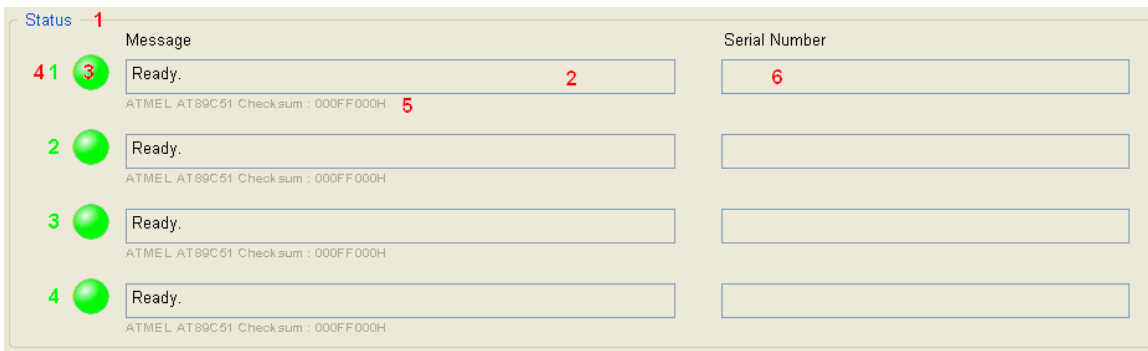 Status 1
Message Serial Number
4 1 3 Ready. 2 6
ATMEL AT89C51 Checksum : 000FF000H 5
2 Ready.
ATMEL AT89C51 Checksum : 000FF000H
3 Ready.
ATMEL AT89C51 Checksum : 000FF000H
4 Ready.
ATMEL AT89C51 Checksum : 000FF000H